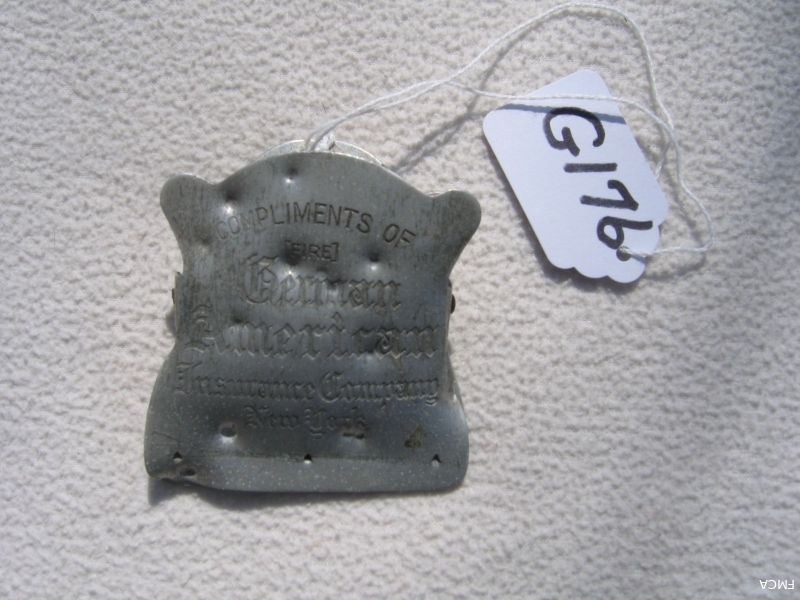 COMPLIMENTS OF
[FIRE]
German
American
Insurance Company
New York
G176
FMCA